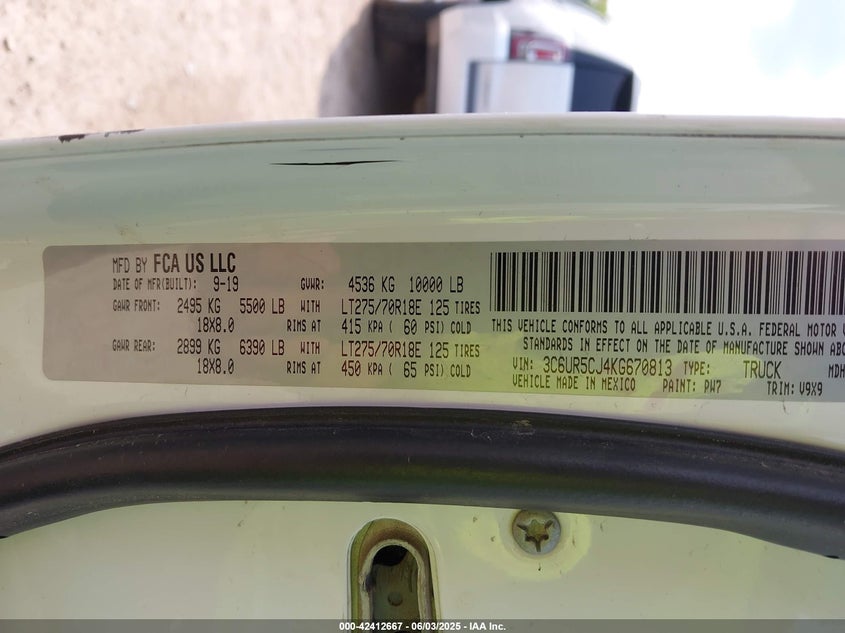 MFD BY FCA US LLC
DATE OF MFR(BUILT): 9-19 GVWR: 4536 KG 10000 LB
GAWR FRONT: 2495 KG 5500 LB WITH LT275/70R18E 125 TIRES
18X8.0 RIMS AT 415 KPA ( 60 PSI) COLD
GAWR REAR: 2899 KG 6390 LB WITH LT275/70R18E 125 TIRES
18X8.0 RIMS AT 450 KPA ( 65 PSI) COLD
THIS VEHICLE CONFORMS TO ALL APPLICABLE U.S.A. FEDERAL MOTOR V
STANDARDS IN EFFECT ON THE DATE OF MANUFACTURE SHOWN ABO
VIN: 3C6UR5CJ4KG670813 TYPE: TRUCK MDH
VEHICLE MADE IN MEXICO PAINT: PW7 TRIM: V9X9
000-42412667 - 06/03/2025 - IAA Inc.